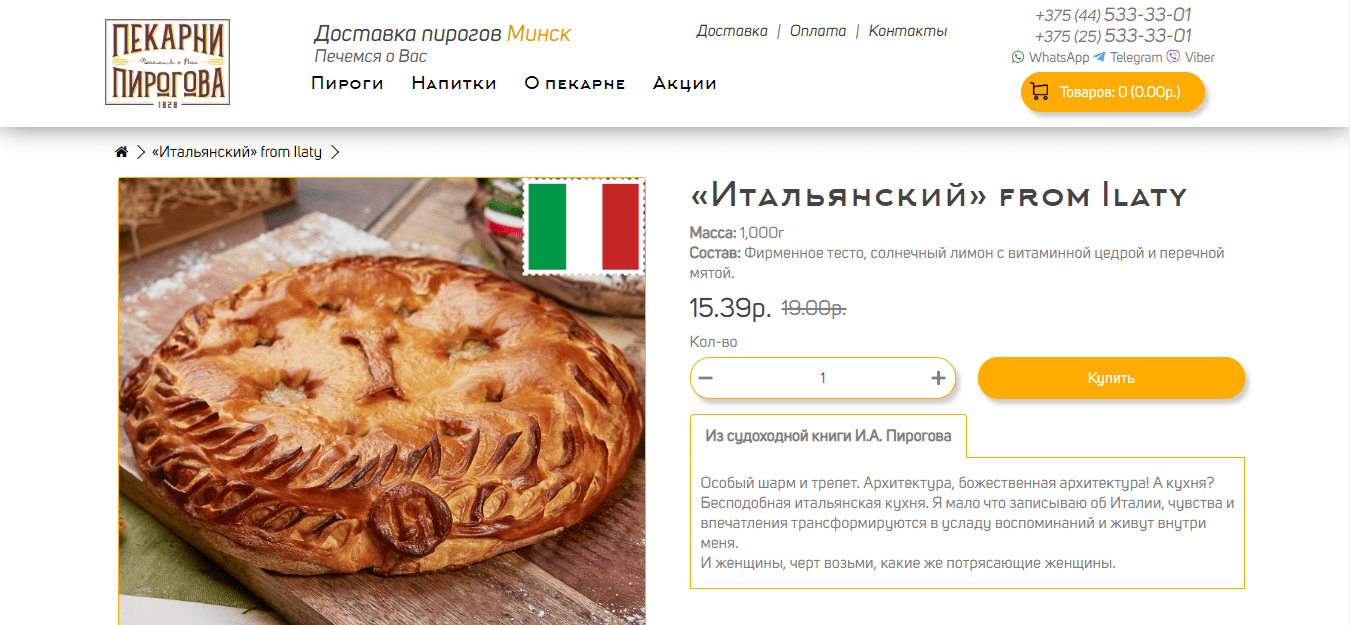 ПЕКАРНИ
Печемся о Вас
ПИРОГОВА
1828
Доставка пирогов Минск
Печемся о Вас
Пироги Напитки О пекарне Акции
Доставка | Оплата | Контакты
+375 (44) 533-33-01
+375 (25) 533-33-01
WhatsApp Telegram Viber
Товаров: 0 (0.00р.)
«Итальянский» from Ilaty
«Итальянский» from Ilaty
Масса: 1,000г
Состав: Фирменное тесто, солнечный лимон с витаминной цедрой и перечной
мятой.
15.39р. 19.00р.
Кол-во
− 1 +
Купить
Из судоходной книги И.А. Пирогова
Особый шарм и трепет. Архитектура, божественная архитектура! А кухня?
Бесподобная итальянская кухня. Я мало что записываю об Италии, чувства и
впечатления трансформируются в усладу воспоминаний и живут внутри
меня.
И женщины, черт возьми, какие же потрясающие женщины.